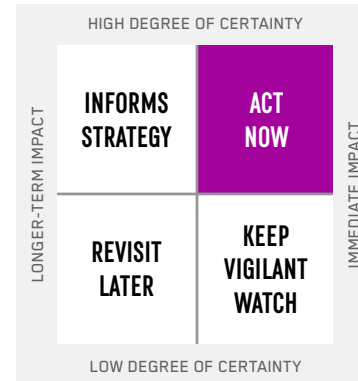 HIGH DEGREE OF CERTAINTY
LONGER-TERM IMPACT
INFORMS
STRATEGY
ACT
NOW
IMMEDIATE IMPACT
REVISIT
LATER
KEEP
VIGILANT
WATCH
LOW DEGREE OF CERTAINTY